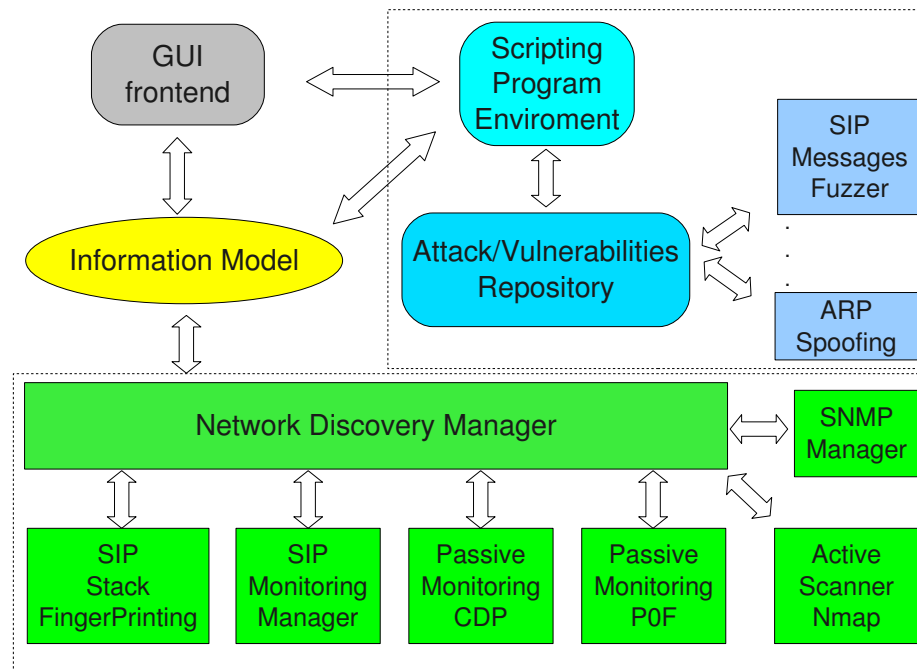 GUI
frontend
Scripting
Program
Enviroment
SIP
Messages
Fuzzer
.
.
.
Information Model
Attack/Vulnerabilities
Repository
ARP
Spoofing
Network Discovery Manager
SNMP
Manager
SIP
Stack
FingerPrinting
SIP
Monitoring
Manager
Passive
Monitoring
CDP
Passive
Monitoring
P0F
Active
Scanner
Nmap